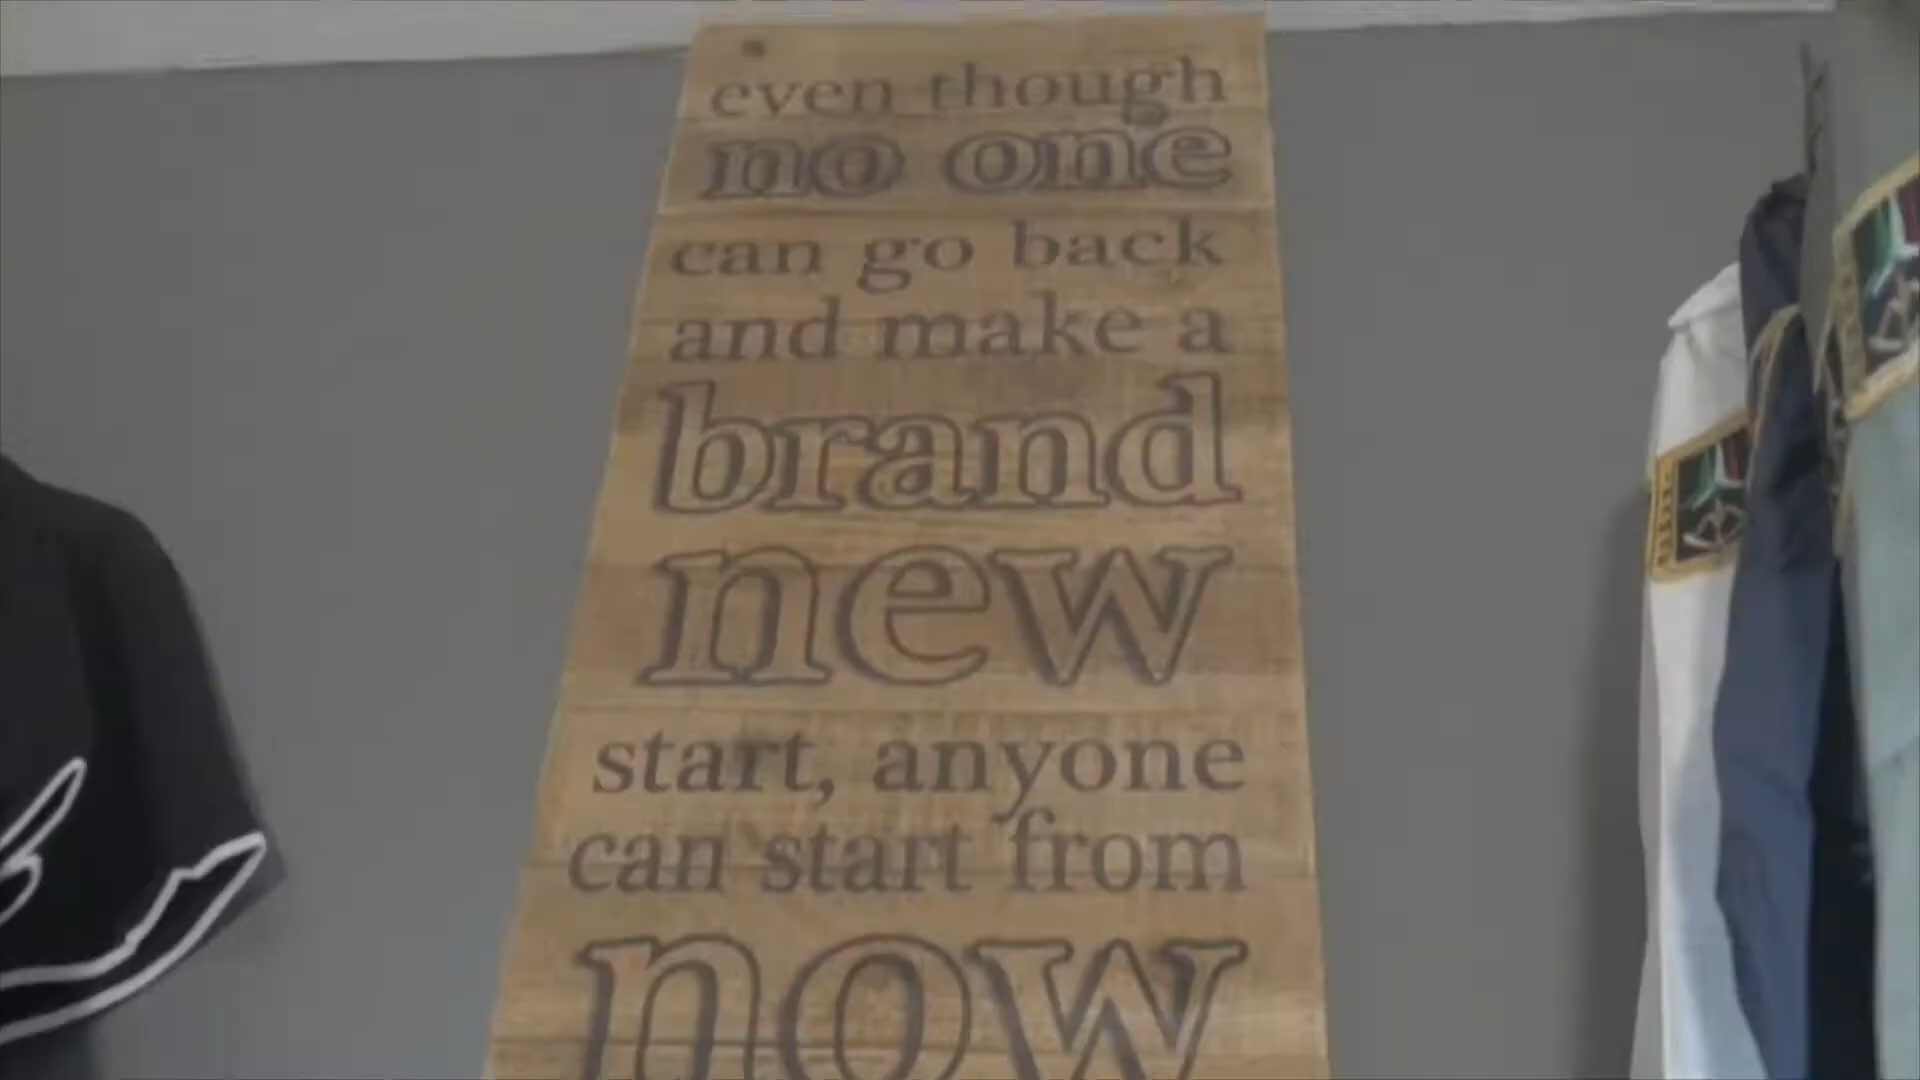 even though
no one
can go back
and make a
brand
new
start, anyone
can start from
now